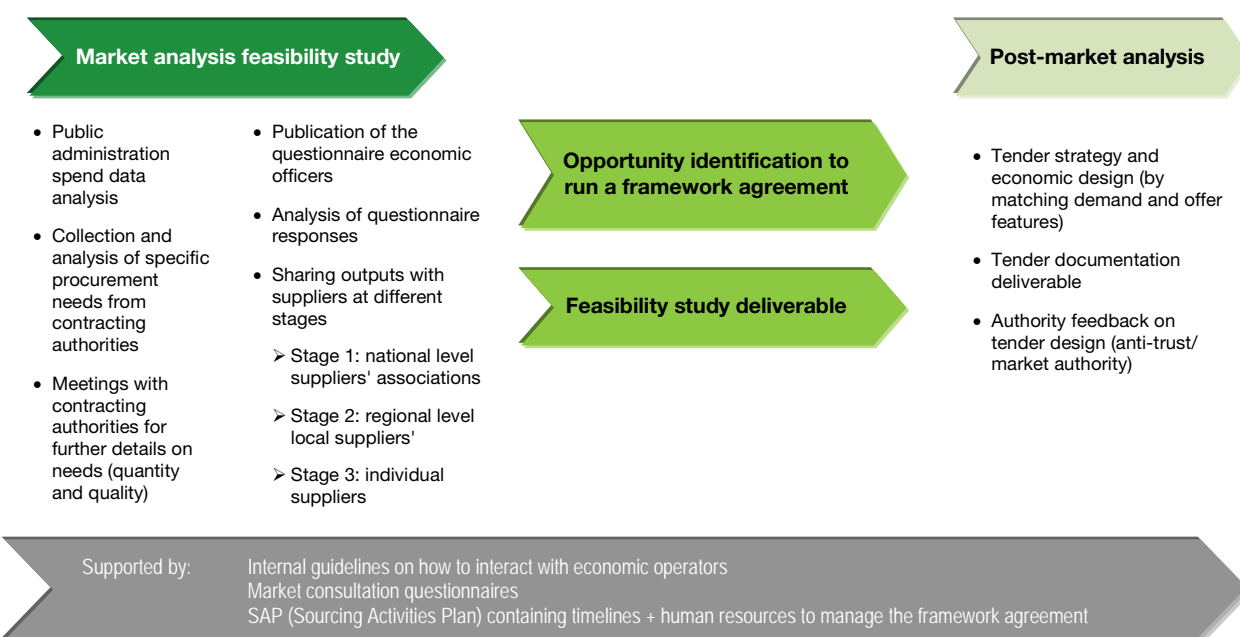 Market analysis feasibility study
• Public
administration
spend data
analysis
• Collection and
analysis of specific
procurement
needs from
contracting
authorities
• Meetings with
contracting
authorities for
further details on
needs (quantity
and quality)
• Publication of the
questionnaire economic
officers
• Analysis of questionnaire
responses
• Sharing outputs with
suppliers at different
stages
➢ Stage 1: national level
suppliers' associations
➢ Stage 2: regional level
local suppliers'
➢ Stage 3: individual
suppliers
Opportunity identification to
run a framework agreement
Feasibility study deliverable
Post-market analysis
• Tender strategy and
economic design (by
matching demand and offer
features)
• Tender documentation
deliverable
• Authority feedback on
tender design (anti-trust/
market authority)
Supported by: Internal guidelines on how to interact with economic operators
Market consultation questionnaires
SAP (Sourcing Activities Plan) containing timelines + human resources to manage the framework agreement